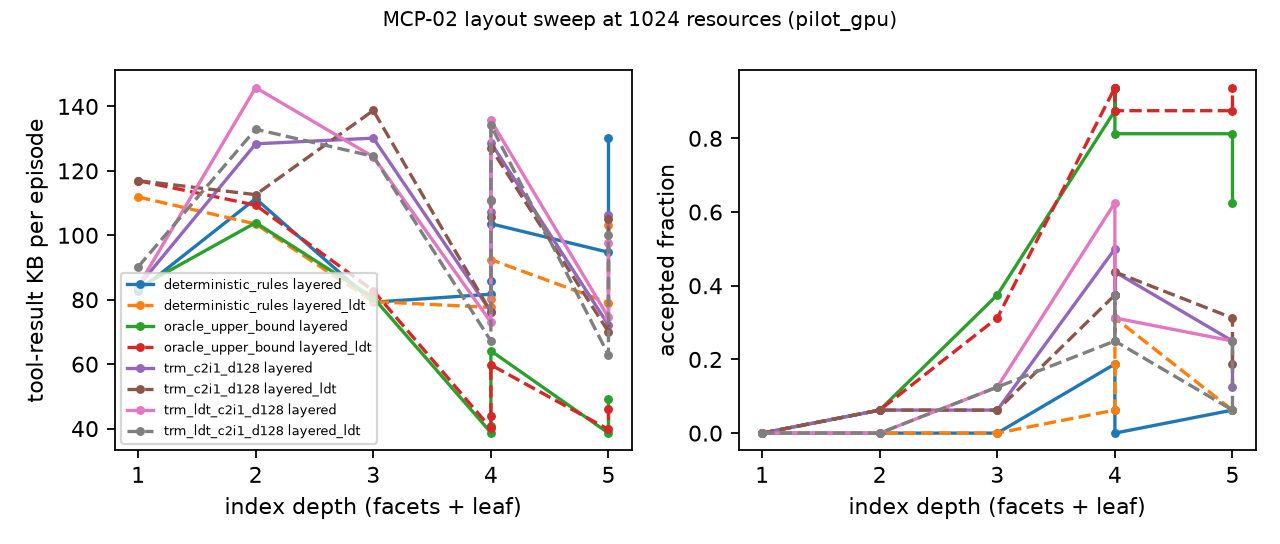 MCP-02 layout sweep at 1024 resources (pilot_gpu)
tool-result KB per episode
140
120
100
80
60
40
deterministic_rules layered
deterministic_rules layered_ldt
oracle_upper_bound layered
oracle_upper_bound layered_ldt
trm_c2i1_d128 layered
trm_c2i1_d128 layered_ldt
trm_ldt_c2i1_d128 layered
trm_ldt_c2i1_d128 layered_ldt
1 2 3 4 5
index depth (facets + leaf)
accepted fraction
0.8
0.6
0.4
0.2
0.0
1 2 3 4 5
index depth (facets + leaf)